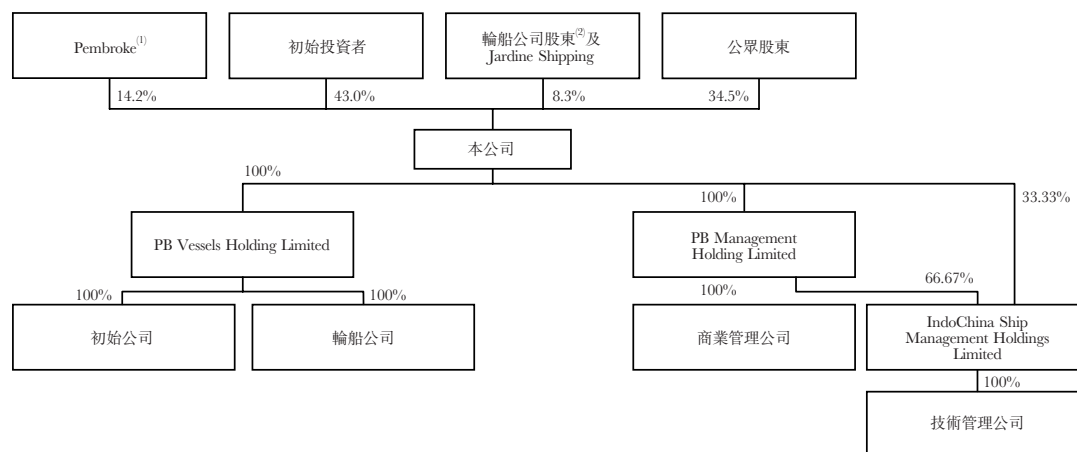 Pembroke(1)
初始投資者
輪船公司股東(2)及
Jardine Shipping
公眾股東
14.2%
43.0%
8.3%
34.5%
本公司
100%
100%
33.33%
PB Vessels Holding Limited
PB Management
Holding Limited
66.67%
100%
100%
100%
初始公司
輪船公司
商業管理公司
IndoChina Ship
Management Holdings
Limited
100%
技術管理公司